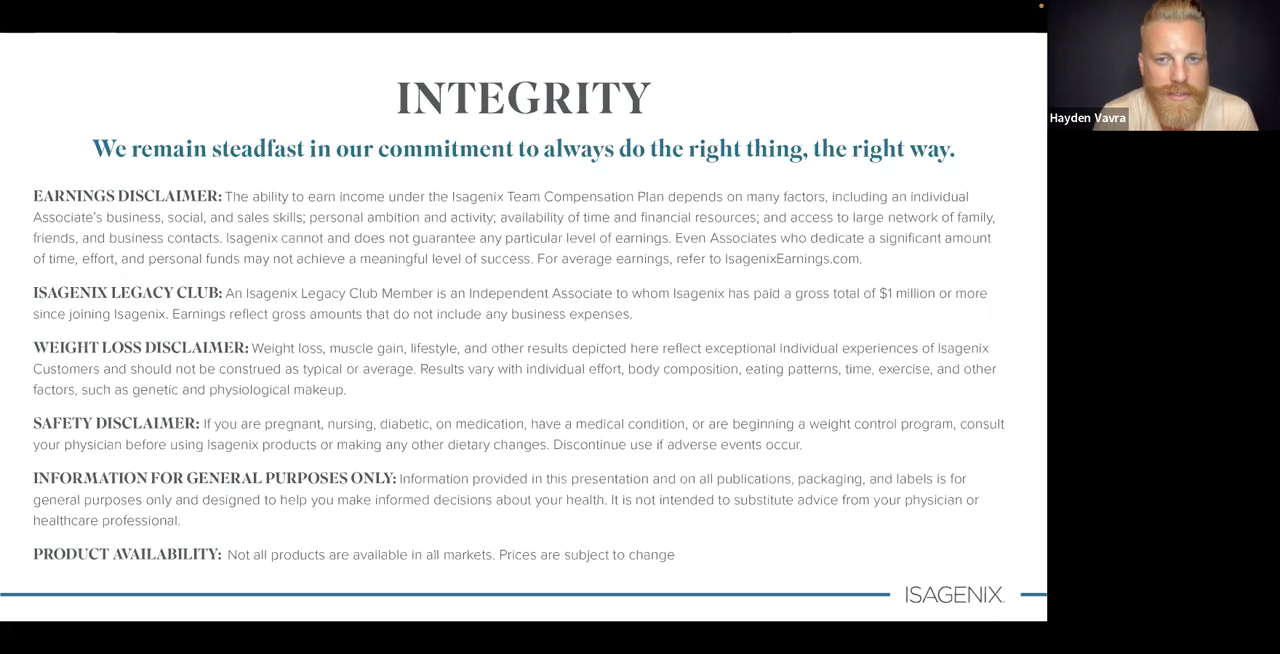 INTEGRITY
We remain steadfast in our commitment to always do the right thing, the right way.
EARNINGS DISCLAIMER: The ability to earn income under the Isagenix Team Compensation Plan depends on many factors, including an individual
Associate's business, social, and sales skills; personal ambition and activity; availability of time and financial resources; and access to large network of family,
friends, and business contacts. Isagenix cannot and does not guarantee any particular level of earnings. Even Associates who dedicate a significant amount
of time, effort, and personal funds may not achieve a meaningful level of success. For average earnings, refer to IsagenixEarnings.com.
ISAGENIX LEGACY CLUB: An Isagenix Legacy Club Member is an Independent Associate to whom Isagenix has paid a gross total of $1 million or more
since joining Isagenix. Earnings reflect gross amounts that do not include any business expenses.
WEIGHT LOSS DISCLAIMER: Weight loss, muscle gain, lifestyle, and other results depicted here reflect exceptional individual experiences of Isagenix
Customers and should not be construed as typical or average. Results vary with individual effort, body composition, eating patterns, time, exercise, and other
factors, such as genetic and physiological makeup.
SAFETY DISCLAIMER: If you are pregnant, nursing, diabetic, on medication, have a medical condition, or are beginning a weight control program, consult
your physician before using Isagenix products or making any other dietary changes. Discontinue use if adverse events occur.
INFORMATION FOR GENERAL PURPOSES ONLY: Information provided in this presentation and on all publications, packaging, and labels is for
general purposes only and designed to help you make informed decisions about your health. It is not intended to substitute advice from your physician or
healthcare professional.
PRODUCT AVAILABILITY: Not all products are available in all markets. Prices are subject to change
ISAGENIX
Hayden Vavra